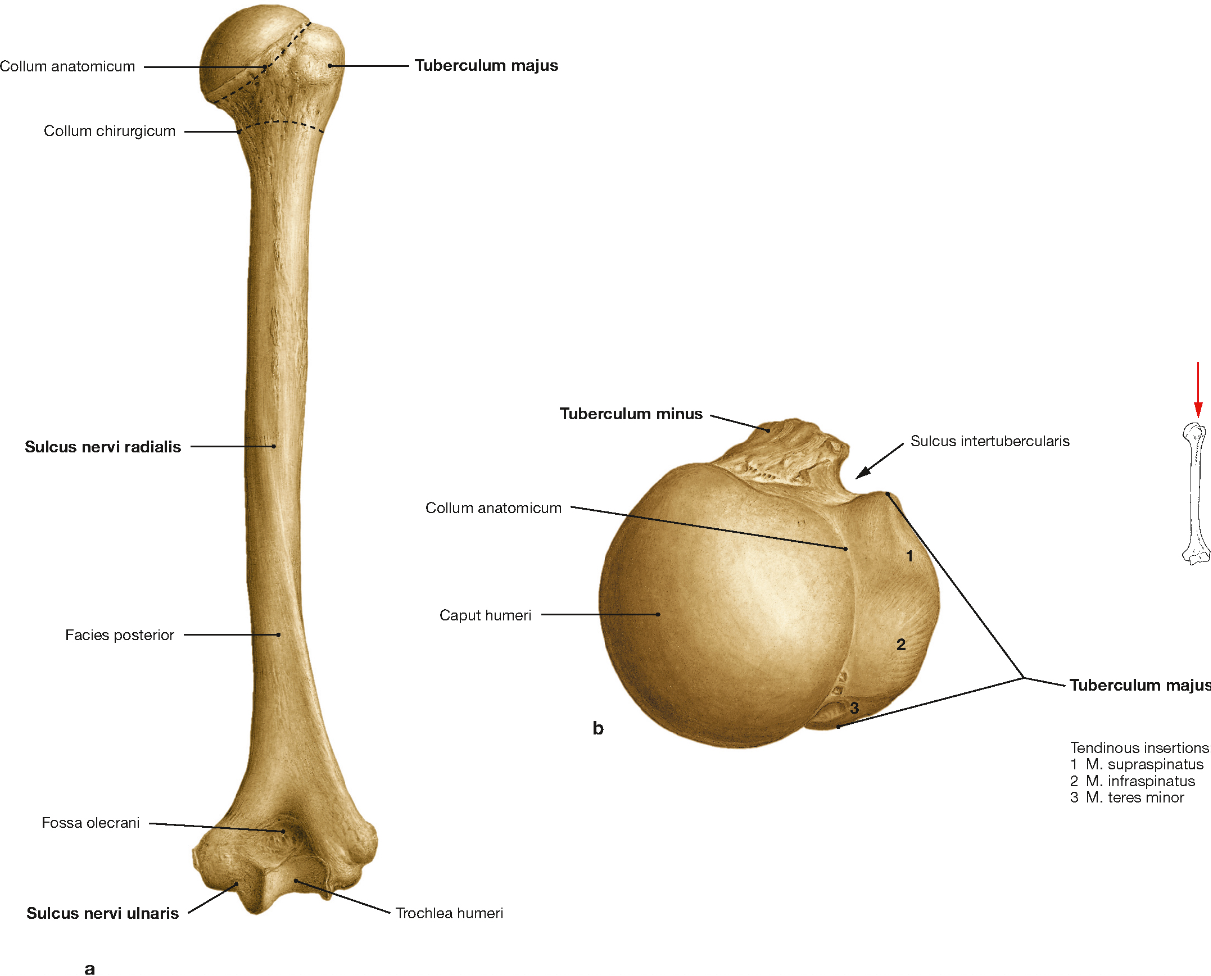 Collum anatomicum
Tuberculum majus
Collum chirurgicum
Sulcus nervi radialis
Facies posterior
Fossa olecrani
Sulcus nervi ulnaris
Trochlea humeri
a
Tuberculum minus
Sulcus intertubercularis
Collum anatomicum
1
Caput humeri
2
Tuberculum majus
3
b
Tendinous insertions
1 M. supraspinatus
2 M. infraspinatus
3 M. teres minor